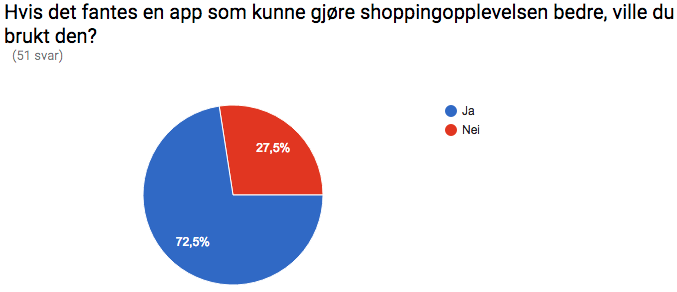 Hvis det fantes en app som kunne gjøre shoppingopplevelsen bedre, ville du
brukt den?
(51 svar)
Ja
Nei
27,5%
72,5%